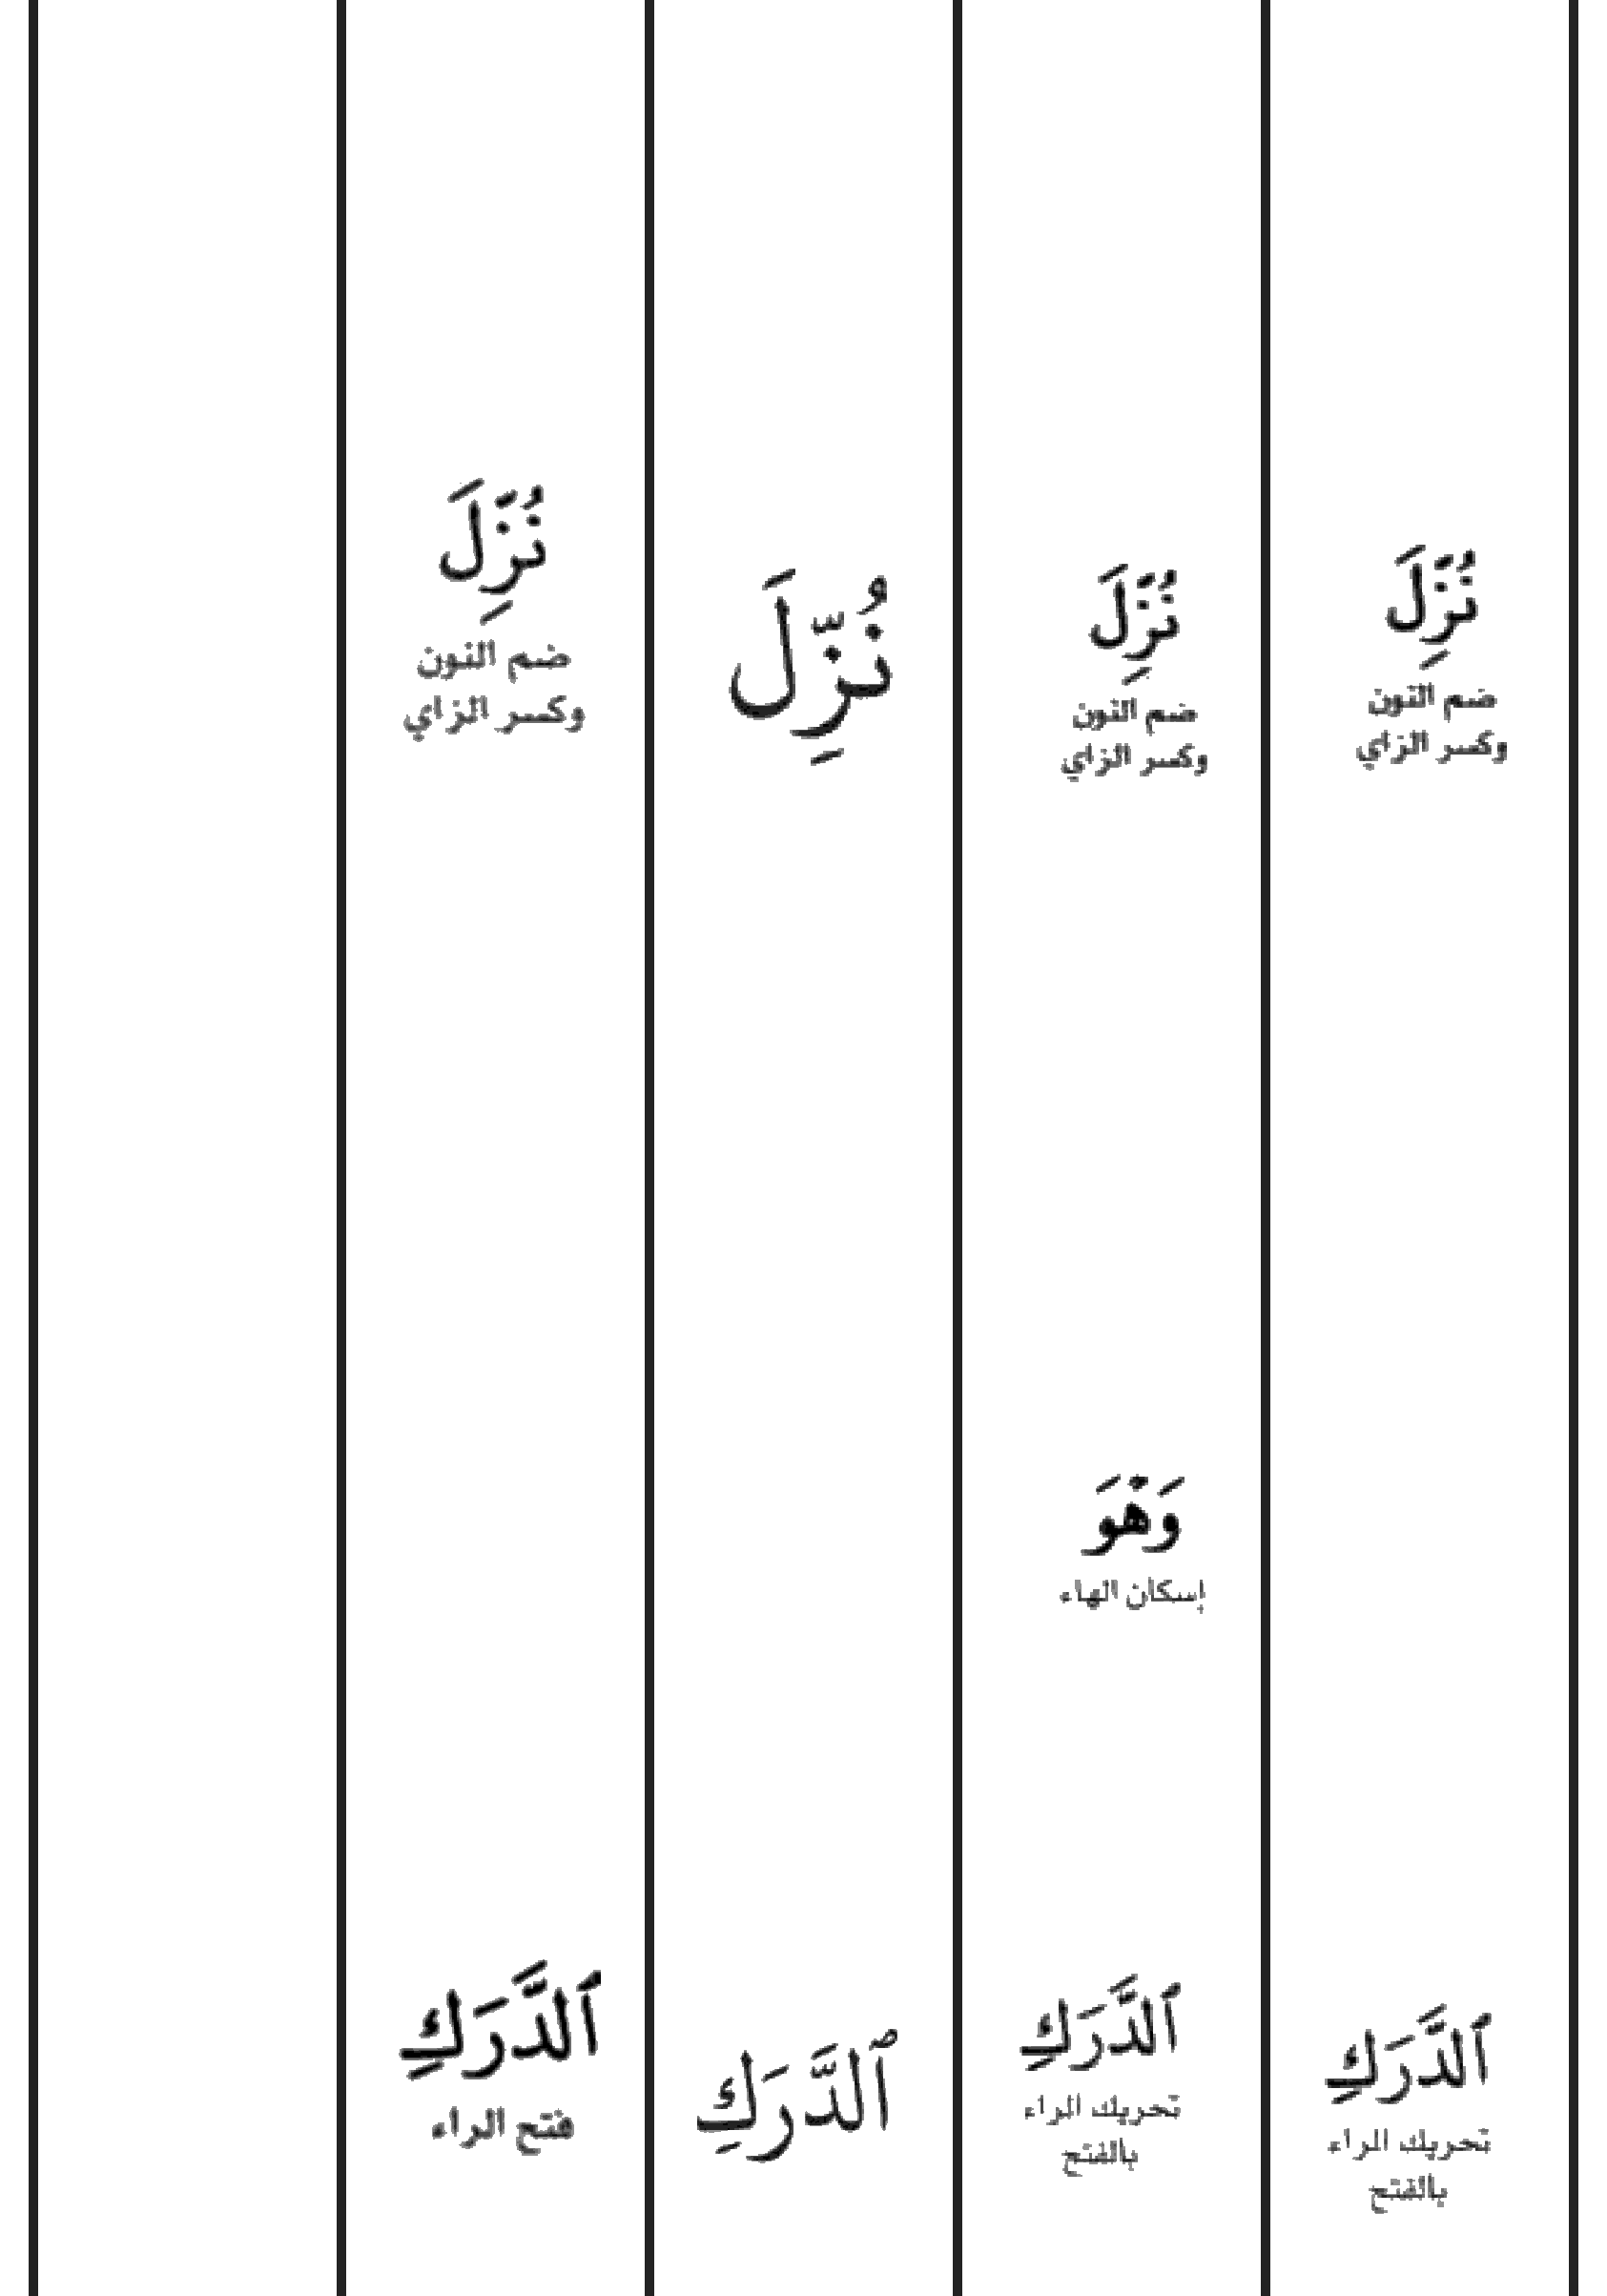 نُزِّلَ
ضم النون
وكسر الزاي
نُزِّلَ
ضم النون
وكسر الزاي
نُزِّلَ
نُزِّلَ
ضم النون
وكسر الزاي
وَهْوَ
إسكان الهاء
ٱلدَّرَكِ
تحريك الراء
بالفتح
ٱلدَّرَكِ
تحريك الراء
بالفتح
ٱلدَّرَكِ
ٱلدَّرَكِ
فتح الراء